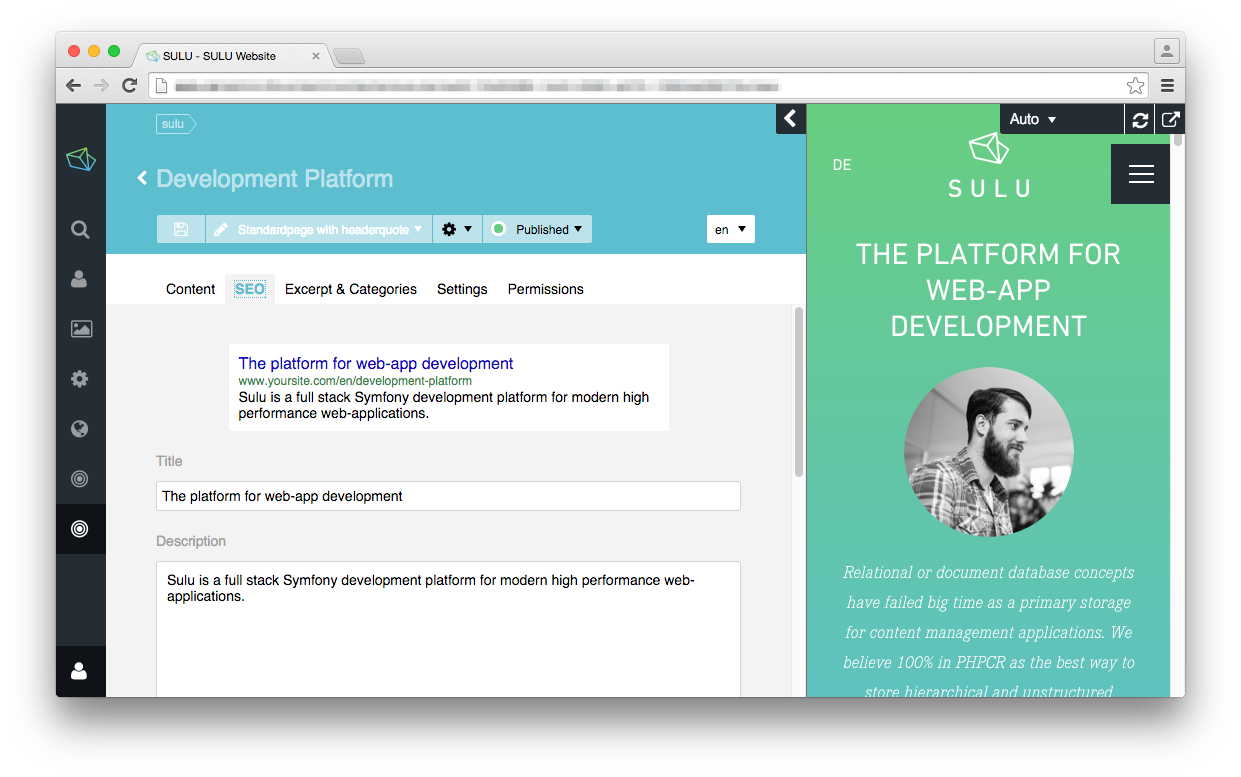 SULU - SULU Website
sulu
Development Platform
Standardpage with headerquote
Published
en
Content
SEO
Excerpt & Categories
Settings
Permissions
The platform for web-app development
www.yoursite.com/en/development-platform
Sulu is a full stack Symfony development platform for modern high
performance web-applications.
Title
The platform for web-app development
Description
Sulu is a full stack Symfony development platform for modern high performance web-
applications.
Auto
DE
SULU
THE PLATFORM FOR
WEB-APP
DEVELOPMENT
Relational or document database concepts
have failed big time as a primary storage
for content management applications. We
believe 100% in PHPCR as the best way to
store hierarchical and unstructured